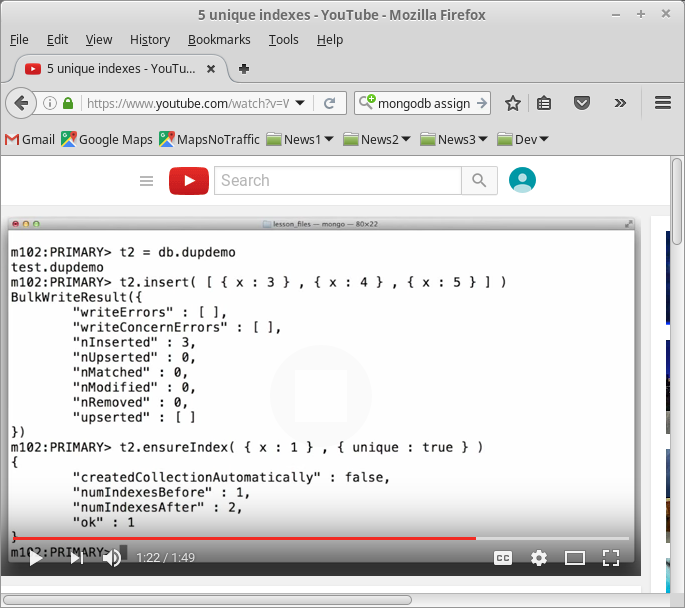 5 unique indexes - YouTube - Mozilla Firefox
File Edit View History Bookmarks Tools Help
5 unique indexes - YouTu...
https://www.youtube.com/watch?v=W
mongodb assign
Gmail Google Maps MapsNoTraffic News1 News2 News3 Dev
Search
lesson_files — mongo — 80×22
m102:PRIMARY> t2 = db.dupdemo
test.dupdemo
m102:PRIMARY> t2.insert( [ { x : 3 } , { x : 4 } , { x : 5 } ] )
BulkWriteResult({
"writeErrors" : [ ],
"writeConcernErrors" : [ ],
"nInserted" : 3,
"nUpserted" : 0,
"nMatched" : 0,
"nModified" : 0,
"nRemoved" : 0,
"upserted" : [ ]
})
m102:PRIMARY> t2.ensureIndex( { x : 1 } , { unique : true } )
{
"createdCollectionAutomatically" : false,
"numIndexesBefore" : 1,
"numIndexesAfter" : 2,
"ok" : 1
}
m102:PRIMARY>
1:22 / 1:49
CC